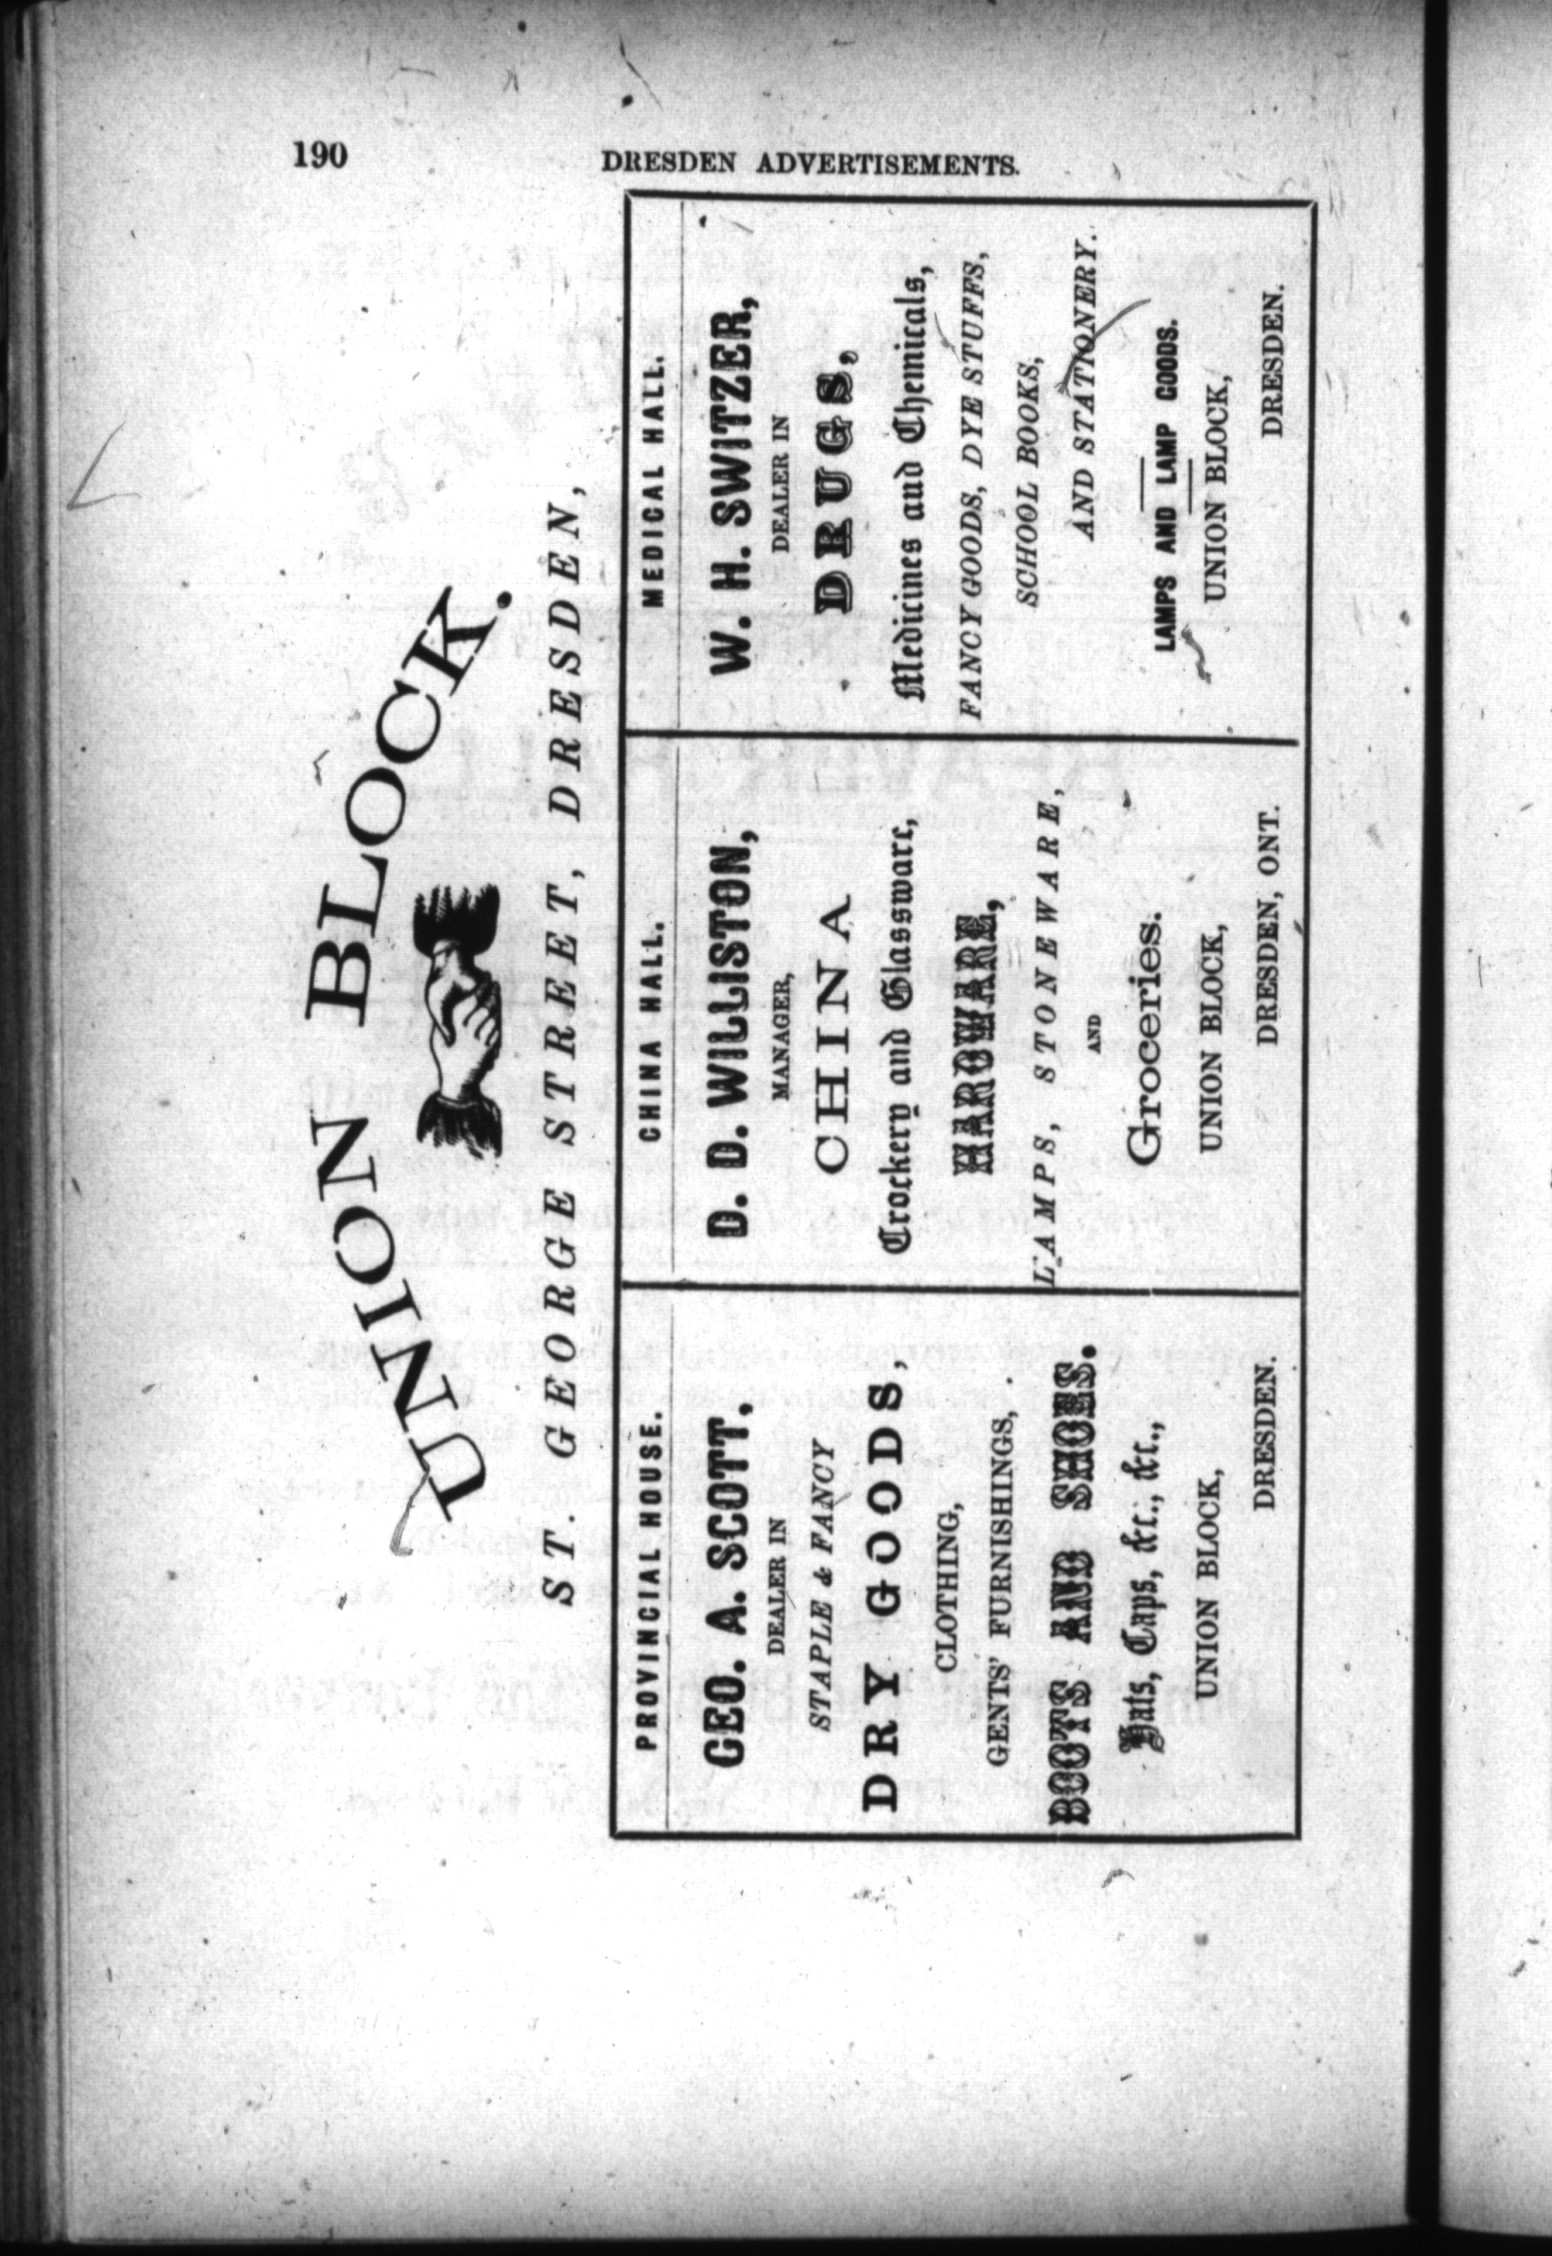 190
DRESDEN ADVERTISEMENTS.
UNION BLOCK.
ST. GEORGE STREET, DRESDEN,
PROVINCIAL HOUSE.
GEO. A. SCOTT.
DEALER IN
STAPLE & FANCY
DRY GOODS,
CLOTHING,
GENTS' FURNISHINGS,
BOOTS AND SHOES.
Hats, Caps, &c., &c.,
UNION BLOCK,
DRESDEN.
CHINA HALL.
D. D. WILLISTON,
MANAGER,
CHINA
Crockery and Glassware,
HARDWARE,
LAMPS, STONEWARE,
AND
Groceries.
UNION BLOCK,
DRESDEN, ONT.
MEDICAL HALL.
W. H. SWITZER,
DEALER IN
DRUGS,
Medicines and Chemicals,
FANCY GOODS, DYE STUFFS,
SCHOOL BOOKS,
AND STATIONERY.
LAMPS AND LAMP GOODS.
UNION BLOCK,
DRESDEN.